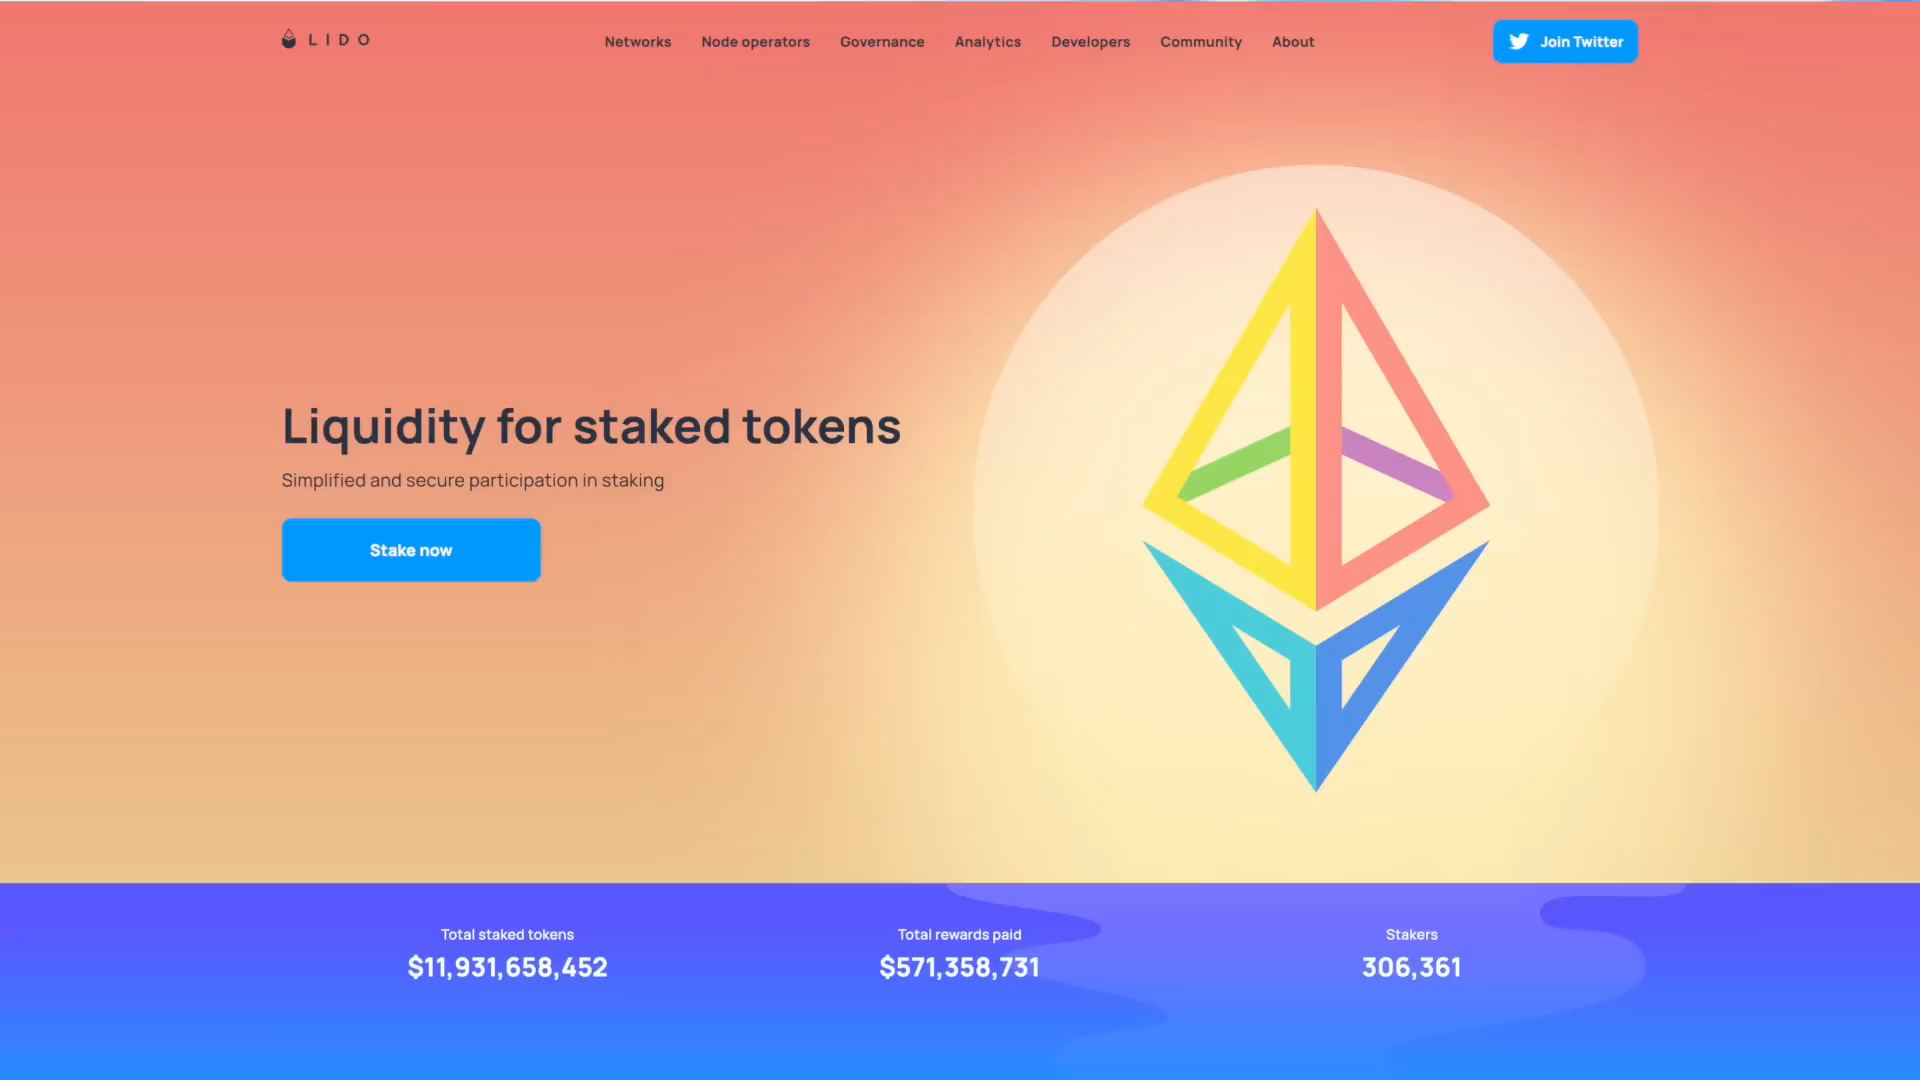 LIDO
Networks Node operators Governance Analytics Developers Community About
Join Twitter
Liquidity for staked tokens
Simplified and secure participation in staking
Stake now
Total staked tokens
$11,931,658,452
Total rewards paid
$571,358,731
Stakers
306,361